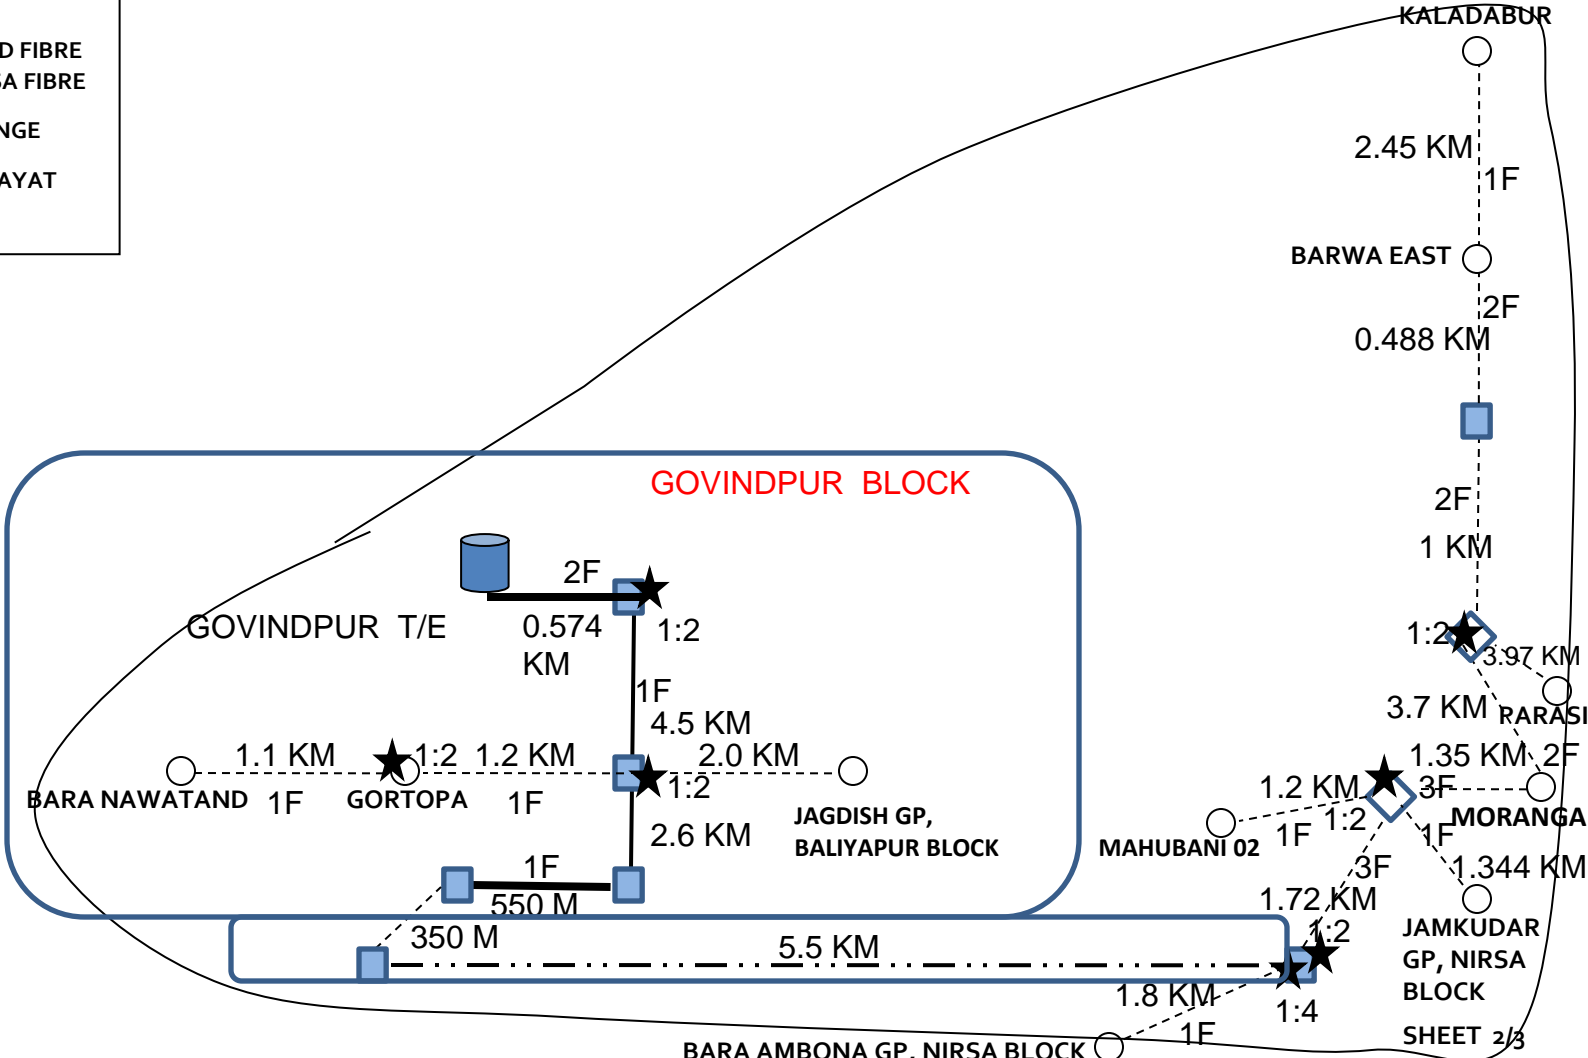 KALADABUR
D FIBRE
SA FIBRE
NGE
AYAT
2.45 KM
1F
BARWA EAST
2F
0.488 KM
GOVINDPUR BLOCK
2F
1 KM
2F
GOVINDPUR T/E
0.574
KM
1:2
1:2
3.97 KM
1F
4.5 KM
3.7 KM
PARASI
1.1 KM
1:2
1.2 KM
2.0 KM
1.35 KM
2F
BARA NAWATAND
1F
GORTOPA
1F
1:2
1.2 KM
3F
JAGDISH GP,
BALIYAPUR BLOCK
MORANGA
1:2
1F
1F
2.6 KM
MAHUBANI 02
1F
550 M
3F
1.344 KM
1.72 KM
350 M
5.5 KM
1:2
JAMKUDAR
GP, NIRSA
BLOCK
1.8 KM
1:4
1F
SHEET 2/3
BARA AMBONA GP, NIRSA BLOCK